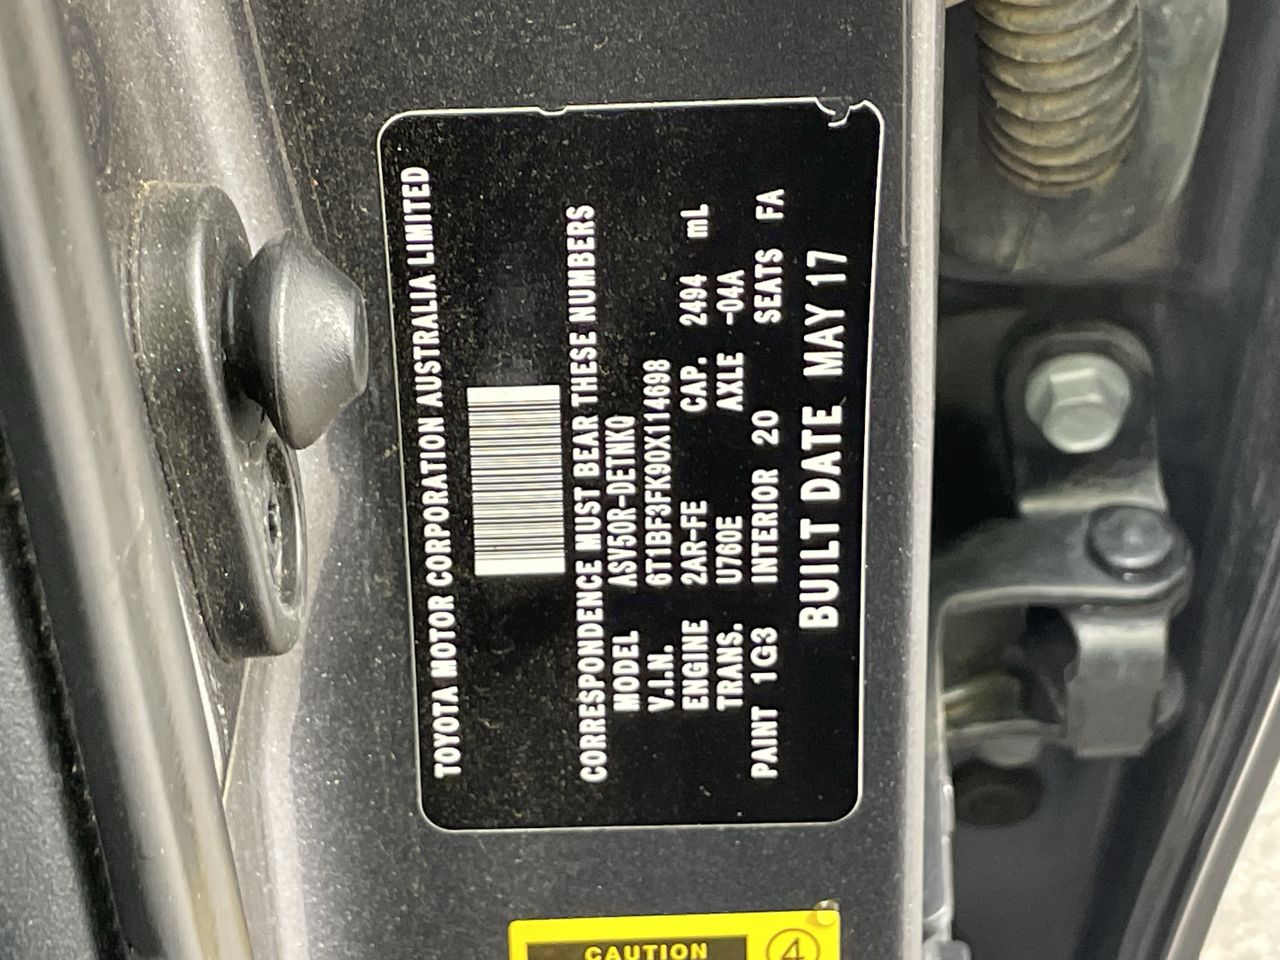 TOYOTA MOTOR CORPORATION AUSTRALIA LIMITED
CORRESPONDENCE MUST BEAR THESE NUMBERS
MODEL ASV50R-DETNKQ
V.I.N. 6T1BF3FK90X114698
ENGINE 2AR-FE CAP. 2494 mL
TRANS. U760E AXLE -04A
PAINT 1G3 INTERIOR 20 SEATS FA
BUILT DATE MAY 17
CAUTION 4